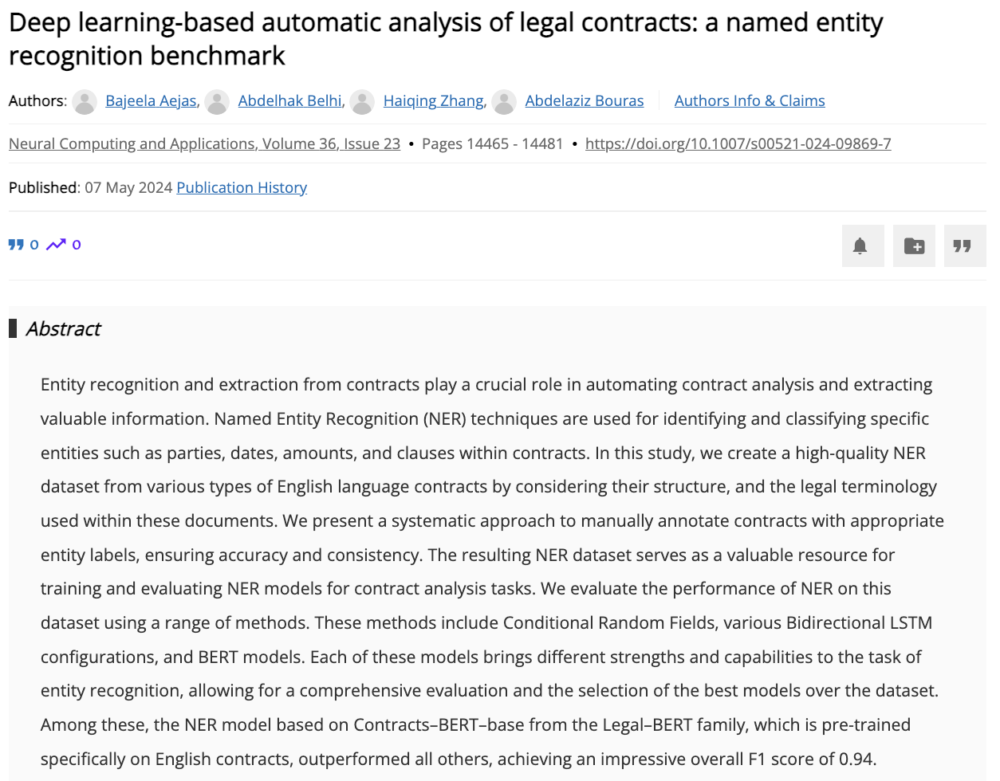 Deep learning-based automatic analysis of legal contracts: a named entity
recognition benchmark
Authors: Bajeela Aejas, Abdelhak Belhi, Haiqing Zhang, Abdelaziz Bouras Authors Info & Claims
Neural Computing and Applications, Volume 36, Issue 23 • Pages 14465 - 14481 • https://doi.org/10.1007/s00521-024-09869-7
Published: 07 May 2024 Publication History
0 0
Abstract
Entity recognition and extraction from contracts play a crucial role in automating contract analysis and extracting
valuable information. Named Entity Recognition (NER) techniques are used for identifying and classifying specific
entities such as parties, dates, amounts, and clauses within contracts. In this study, we create a high-quality NER
dataset from various types of English language contracts by considering their structure, and the legal terminology
used within these documents. We present a systematic approach to manually annotate contracts with appropriate
entity labels, ensuring accuracy and consistency. The resulting NER dataset serves as a valuable resource for
training and evaluating NER models for contract analysis tasks. We evaluate the performance of NER on this
dataset using a range of methods. These methods include Conditional Random Fields, various Bidirectional LSTM
configurations, and BERT models. Each of these models brings different strengths and capabilities to the task of
entity recognition, allowing for a comprehensive evaluation and the selection of the best models over the dataset.
Among these, the NER model based on Contracts–BERT–base from the Legal–BERT family, which is pre-trained
specifically on English contracts, outperformed all others, achieving an impressive overall F1 score of 0.94.